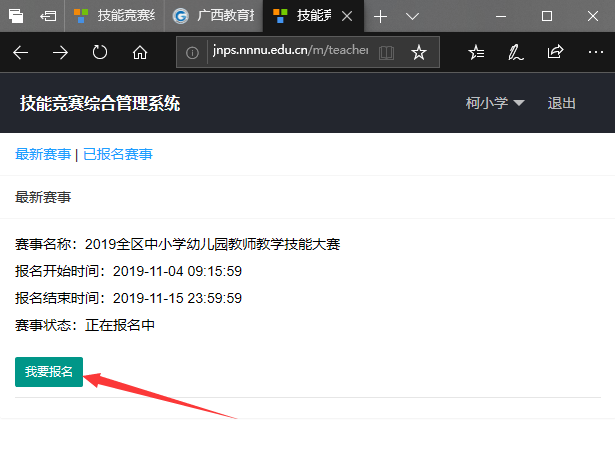 技能竞赛综
广西教育技
技能竞
jnps.nnnu.edu.cn/m/teacher
技能竞赛综合管理系统
柯小学 退出
最新赛事 | 已报名赛事
最新赛事
赛事名称：2019全区中小学幼儿园教师教学技能大赛
报名开始时间：2019-11-04 09:15:59
报名结束时间：2019-11-15 23:59:59
赛事状态：正在报名中
我要报名